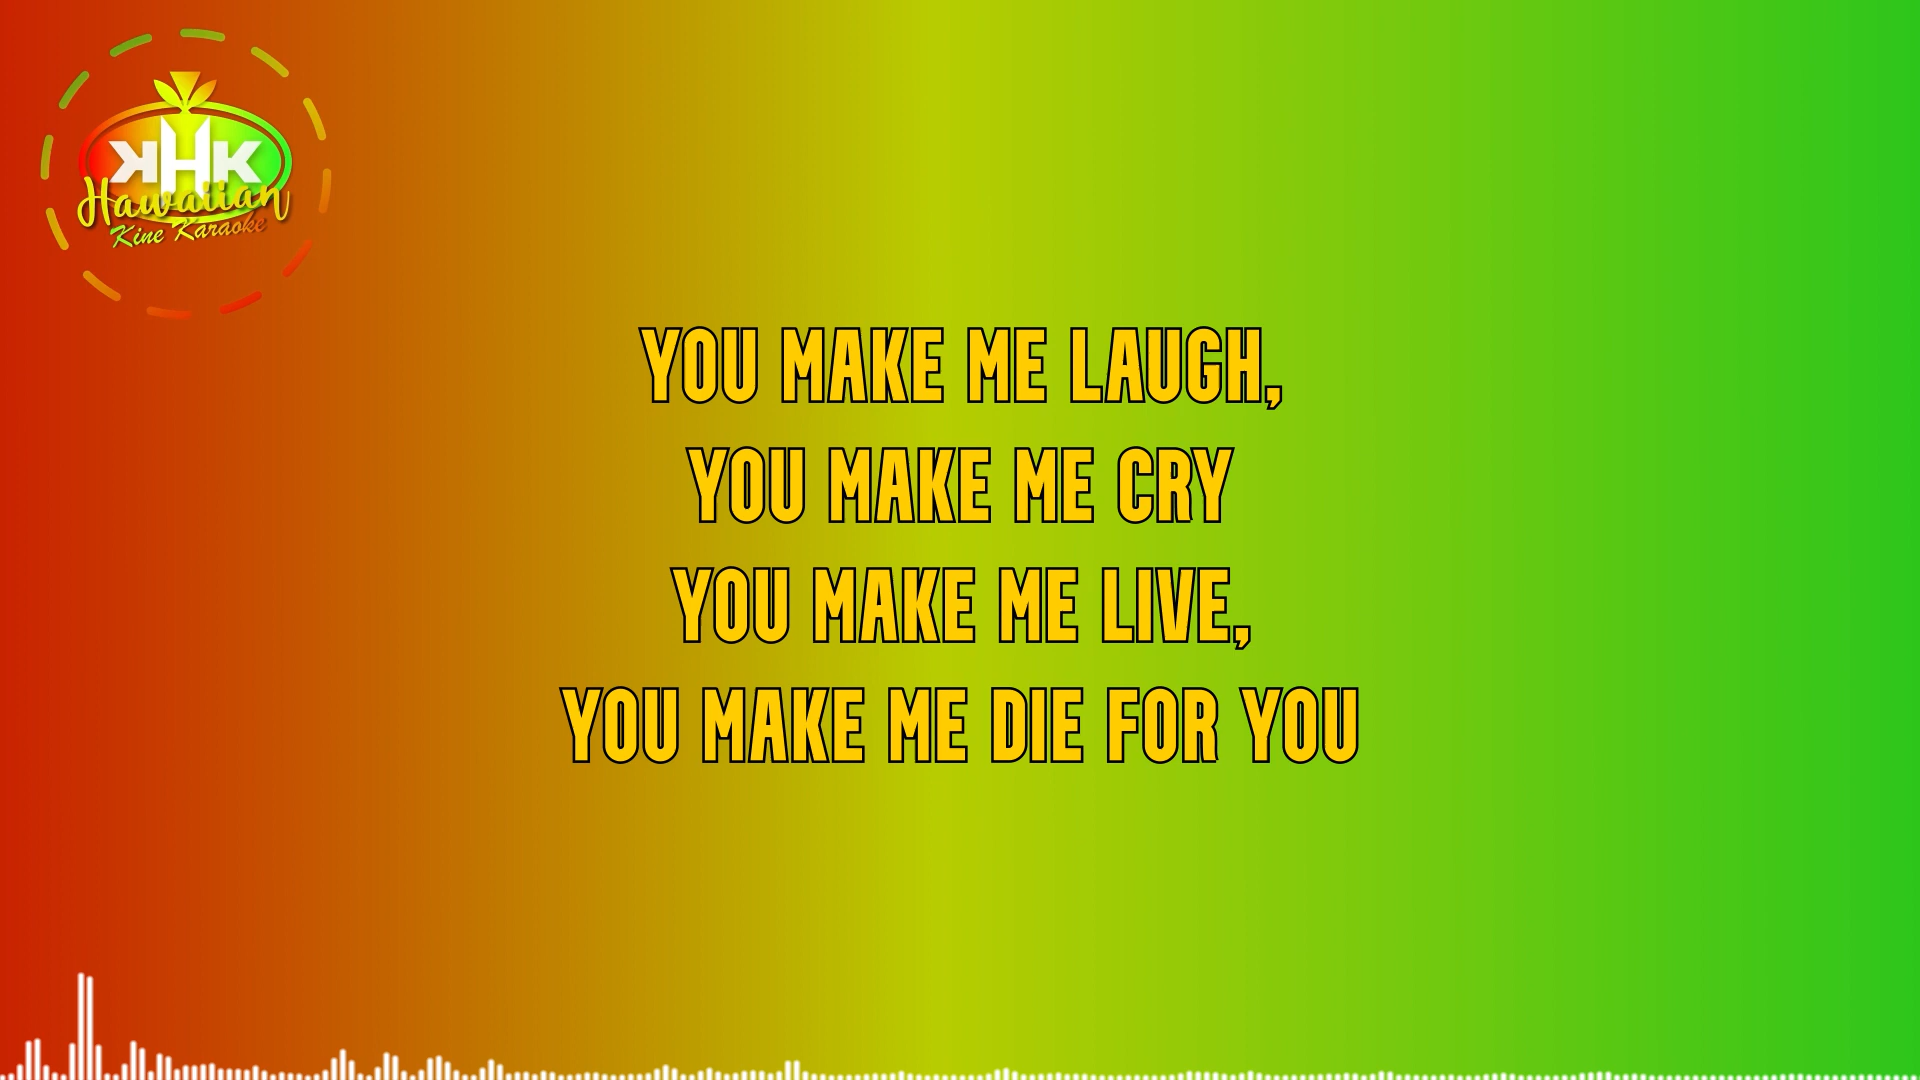 KHK
Hawaiian
Kine Karaoke
YOU MAKE ME LAUGH,
YOU MAKE ME CRY
YOU MAKE ME LIVE,
YOU MAKE ME DIE FOR YOU